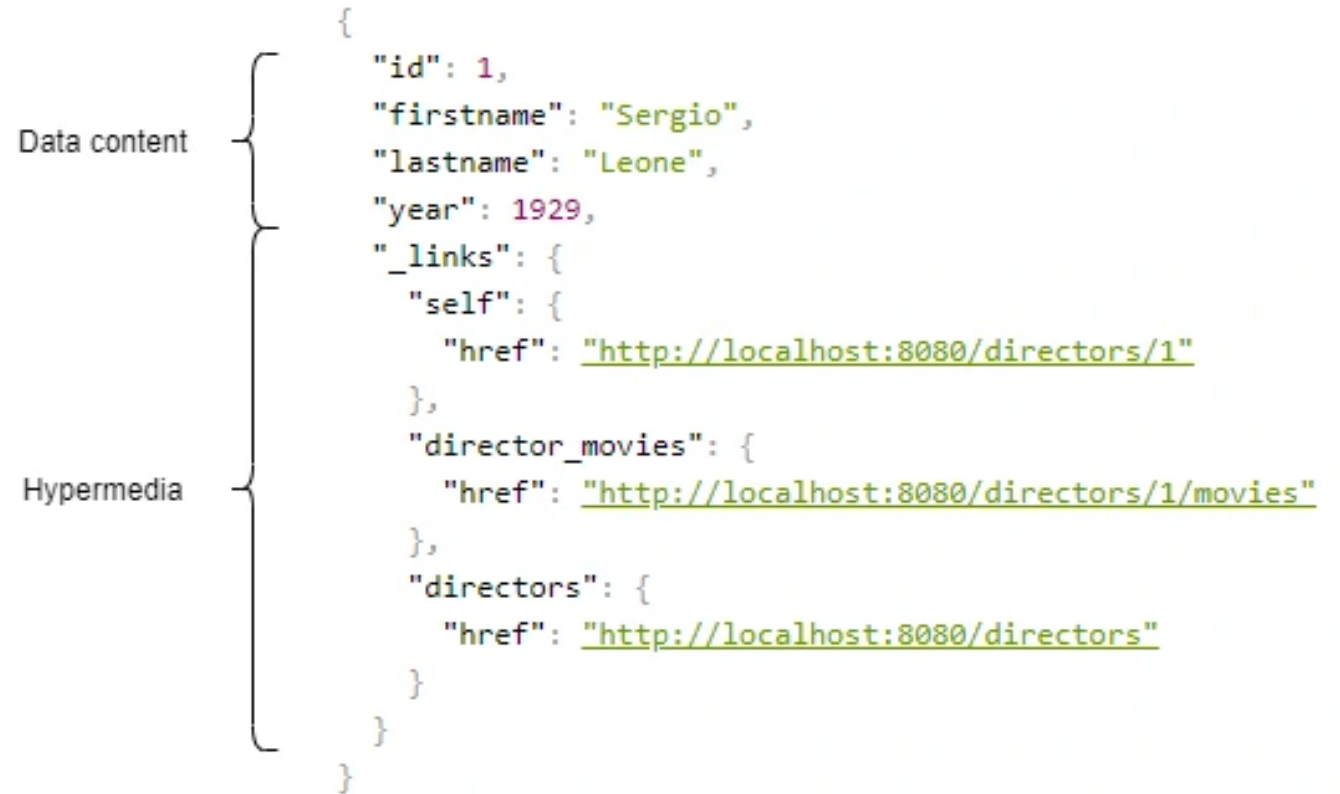 {
"id": 1,
Data content
"firstname": "Sergio",
"lastname": "Leone",
"year": 1929,
"_links": {
"self": {
"href": "http://localhost:8080/directors/1"
},
"director_movies": {
Hypermedia
"href": "http://localhost:8080/directors/1/movies"
},
"directors": {
"href": "http://localhost:8080/directors"
}
}
}